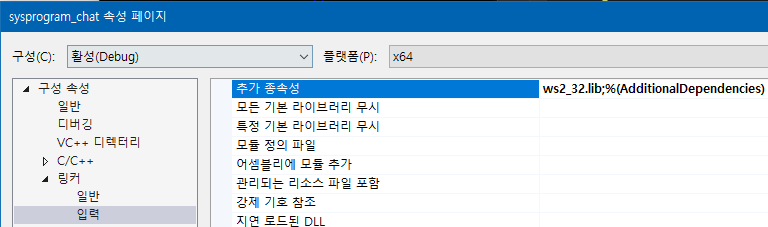 sysprogram_chat 속성 페이지
구성(C): 활성(Debug) 플랫폼(P): x64
구성 속성
일반
디버깅
VC++ 디렉터리
C/C++
링커
일반
입력
추가 종속성 ws2_32.lib;%(AdditionalDependencies)
모든 기본 라이브러리 무시
특정 기본 라이브러리 무시
모듈 정의 파일
어셈블리에 모듈 추가
관리되는 리소스 파일 포함
강제 기호 참조
지연 로드된 DLL